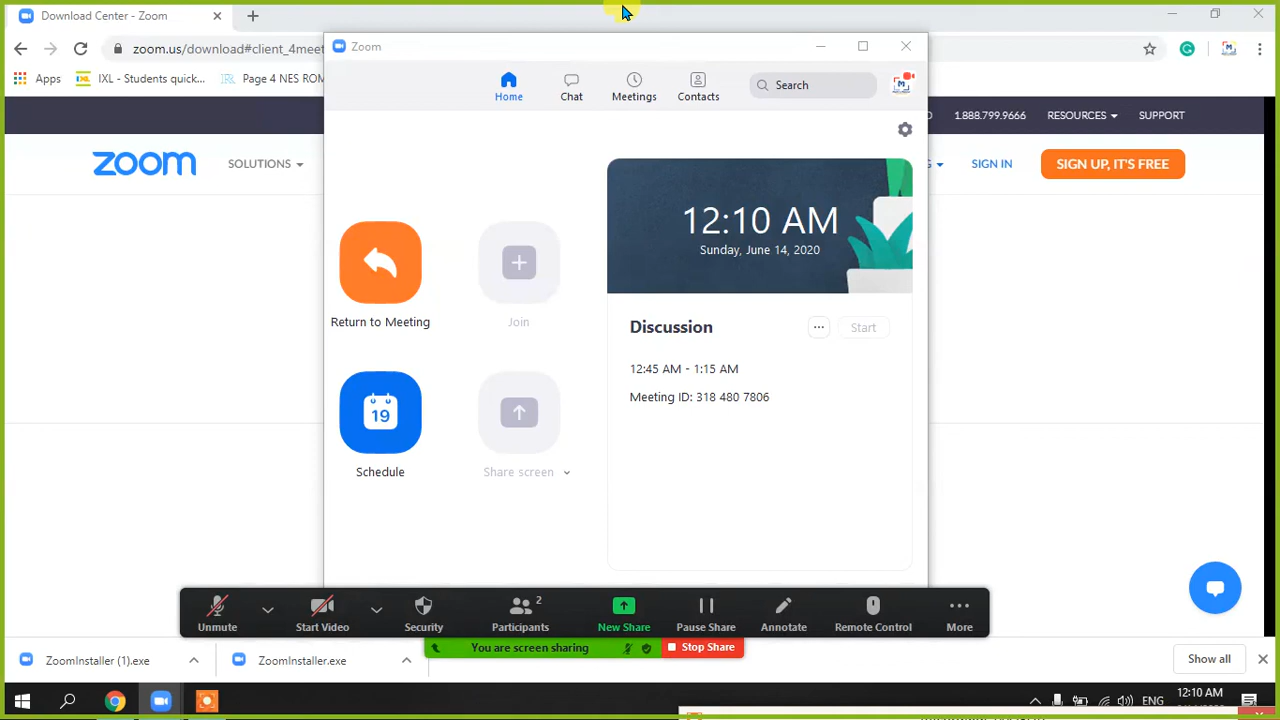 Download Center - Zoom
zoom.us/download#client_4meet
Apps
IXL - Students quick...
Page 4 NES ROM
1.888.799.9666
RESOURCES
SUPPORT
zoom
SOLUTIONS
SIGN IN
SIGN UP, IT'S FREE
Zoom
Home
Chat
Meetings
Contacts
Search
12:10 AM
Sunday, June 14, 2020
Return to Meeting
Join
Discussion
... Start
12:45 AM - 1:15 AM
Meeting ID: 318 480 7806
19
Schedule
Share screen
Unmute
Start Video
Security
2
Participants
New Share
Pause Share
Annotate
Remote Control
More
You are screen sharing
Stop Share
ZoomInstaller (1).exe
ZoomInstaller.exe
Show all
ENG
12:10 AM